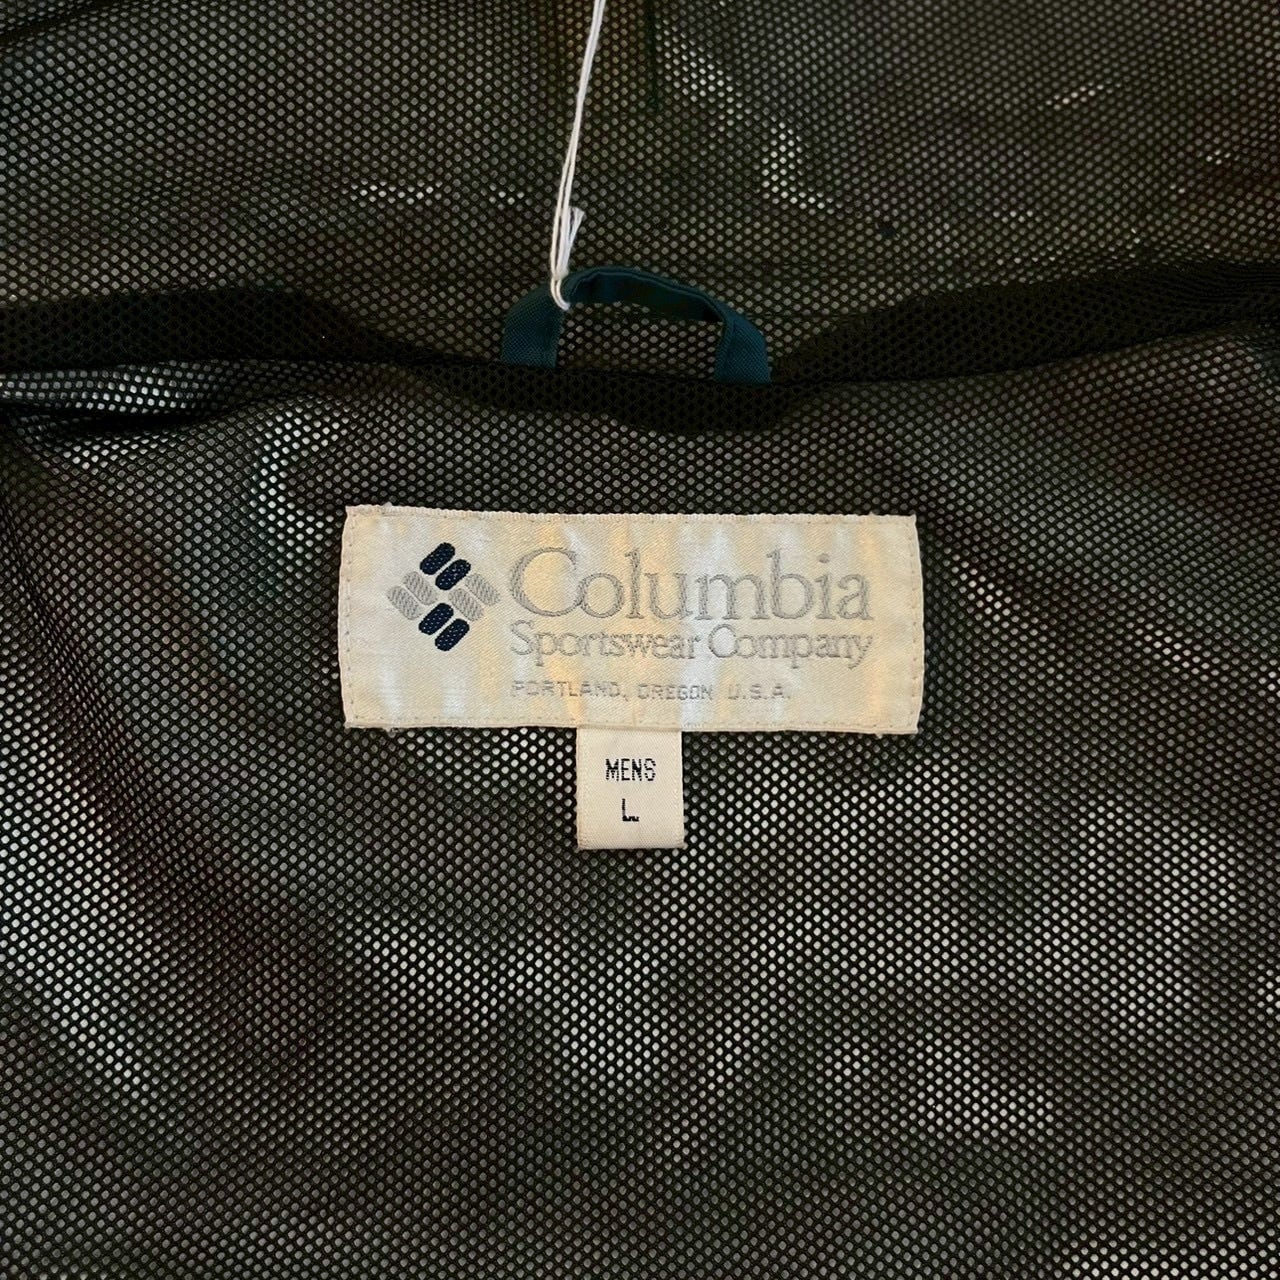 Columbia
Sportswear Company
PORTLAND, OREGON U.S.A.
MENS
L